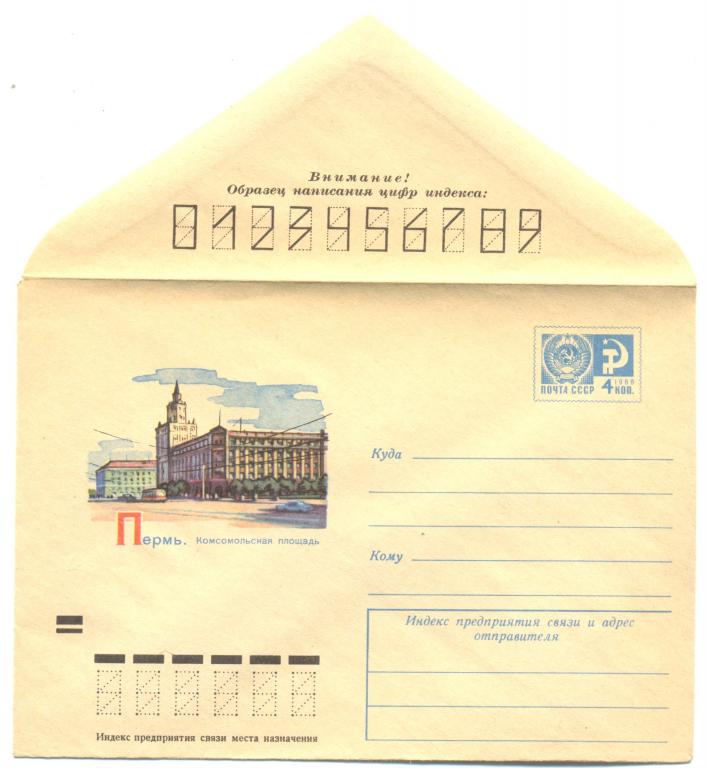 Внимание!
Образец написания цифр индекса:
0123456789
1966
ПОЧТА СССР 4 КОП.
Куда
Пермь. Комсомольская площадь
Кому
Индекс предприятия связи и адрес
отправителя
Индекс предприятия связи места назначения